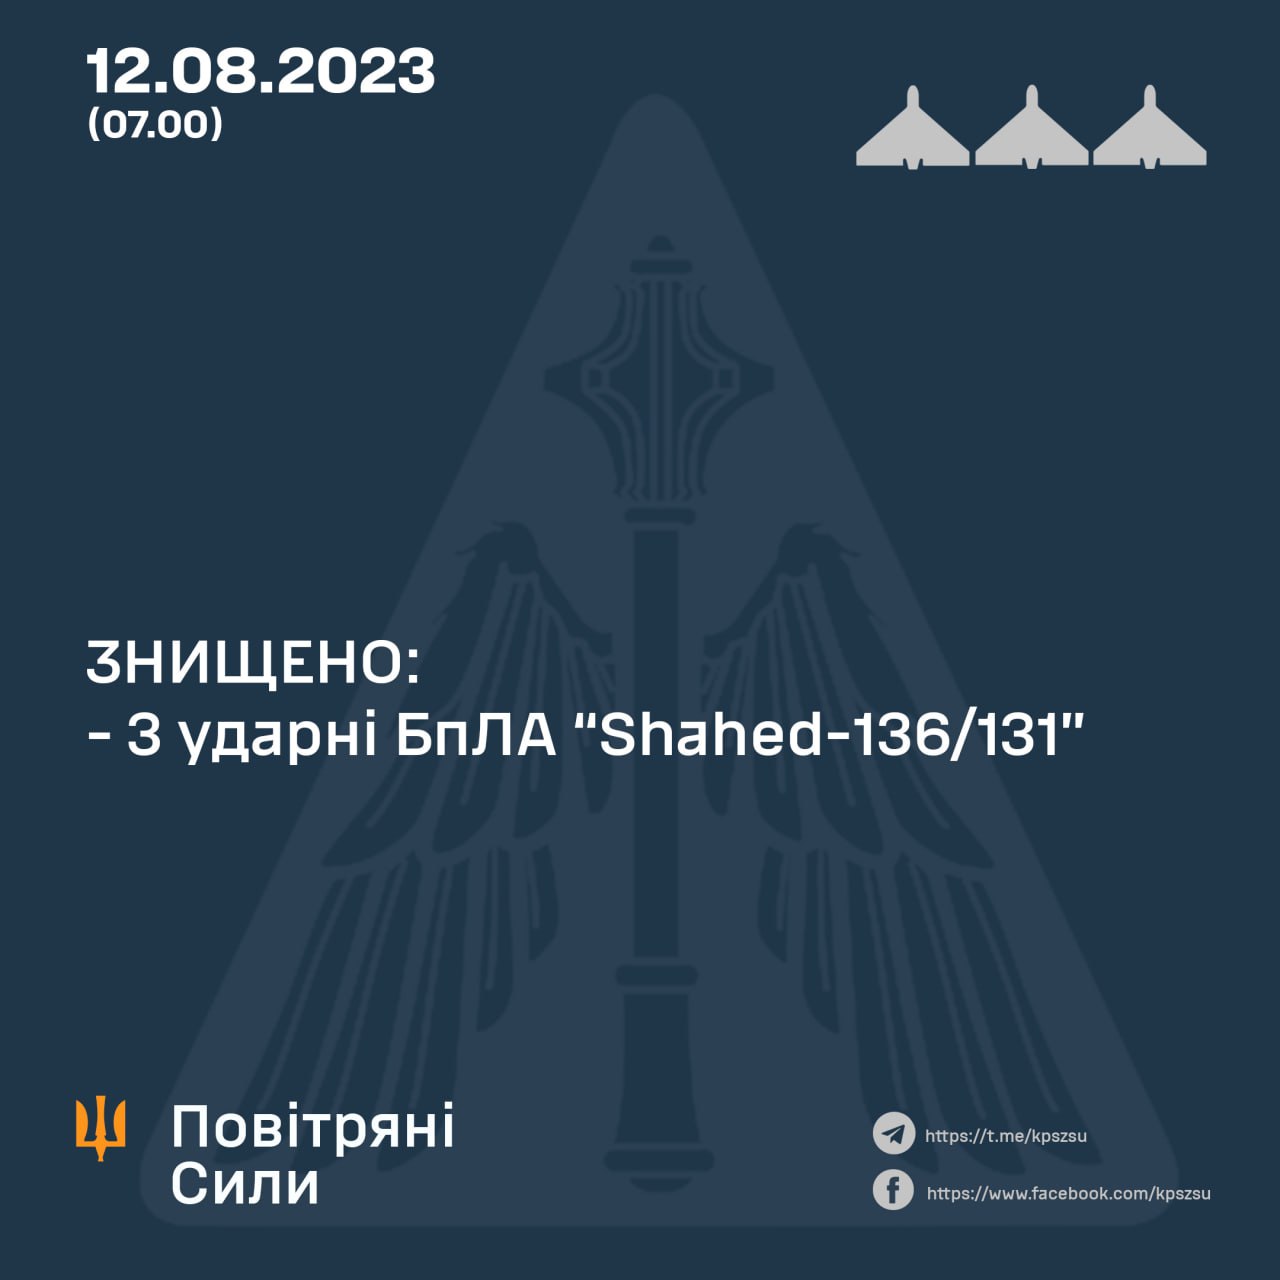 12.08.2023
(07.00)
ЗНИЩЕНО:
- 3 ударні БпЛА “Shahed-136/131”
Повітряні
Сили
https://t.me/kpszsu
https://www.facebook.com/kpszsu